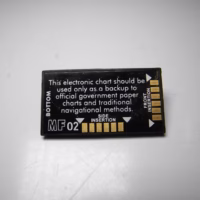 This electronic chart should be
used only as a backup to
official government paper
charts and traditional
navigational methods.
BOTTOM
MF 02
SIDE
INSERTION
FRONT
INSERTION